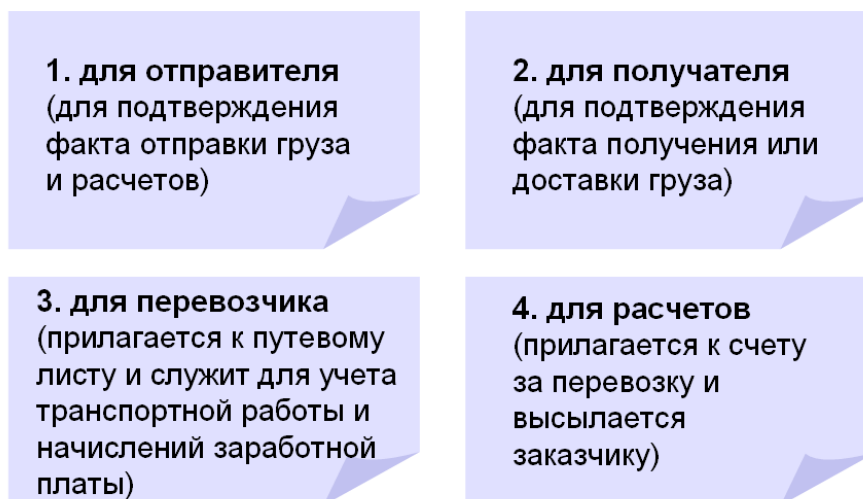 1. для отправителя
(для подтверждения
факта отправки груза
и расчетов)
2. для получателя
(для подтверждения
факта получения или
доставки груза)
3. для перевозчика
(прилагается к путевому
листу и служит для учета
транспортной работы и
начислений заработной
платы)
4. для расчетов
(прилагается к счету
за перевозку и
высылается
заказчику)